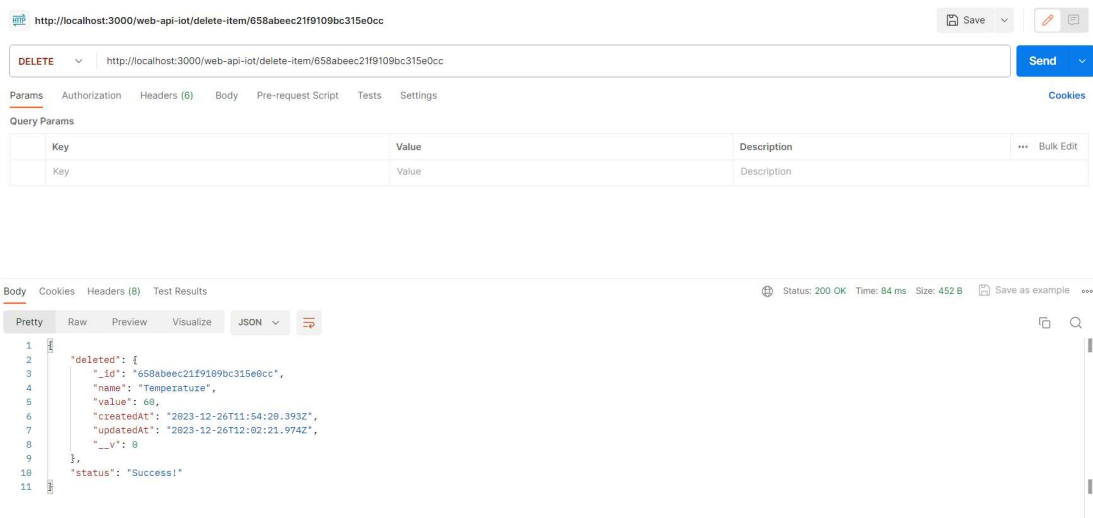 HTTP http://localhost:3000/web-api-iot/delete-item/658abeec21f9109bc315e0cc Save
DELETE http://localhost:3000/web-api-iot/delete-item/658abeec21f9109bc315e0cc Send
Params Authorization Headers (6) Body Pre-request Script Tests Settings Cookies
Query Params
Key Value Description ••• Bulk Edit
Key Value Description
Body Cookies Headers (8) Test Results Status: 200 OK Time: 84 ms Size: 452 B Save as example
Pretty Raw Preview Visualize JSON
1 {
2 "deleted": {
3 "_id": "658abeec21f9109bc315e0cc",
4 "name": "Temperature",
5 "value": 60,
6 "createdAt": "2023-12-26T11:54:20.393Z",
7 "updatedAt": "2023-12-26T12:02:21.974Z",
8 "__v": 0
9 },
10 "status": "Success!"
11 }